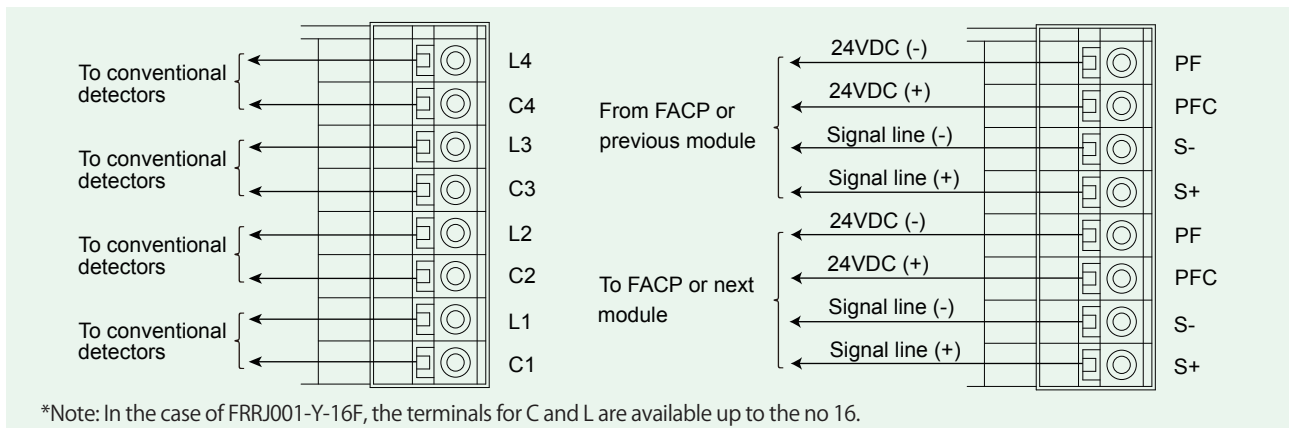 To conventional
detectors
To conventional
detectors
To conventional
detectors
To conventional
detectors
L4
C4
L3
C3
L2
C2
L1
C1
From FACP or
previous module
24VDC (-)
24VDC (+)
Signal line (-)
Signal line (+)
To FACP or next
module
24VDC (-)
24VDC (+)
Signal line (-)
Signal line (+)
PF
PFC
S-
S+
PF
PFC
S-
S+
*Note: In the case of FRRJ001-Y-16F, the terminals for C and L are available up to the no 16.